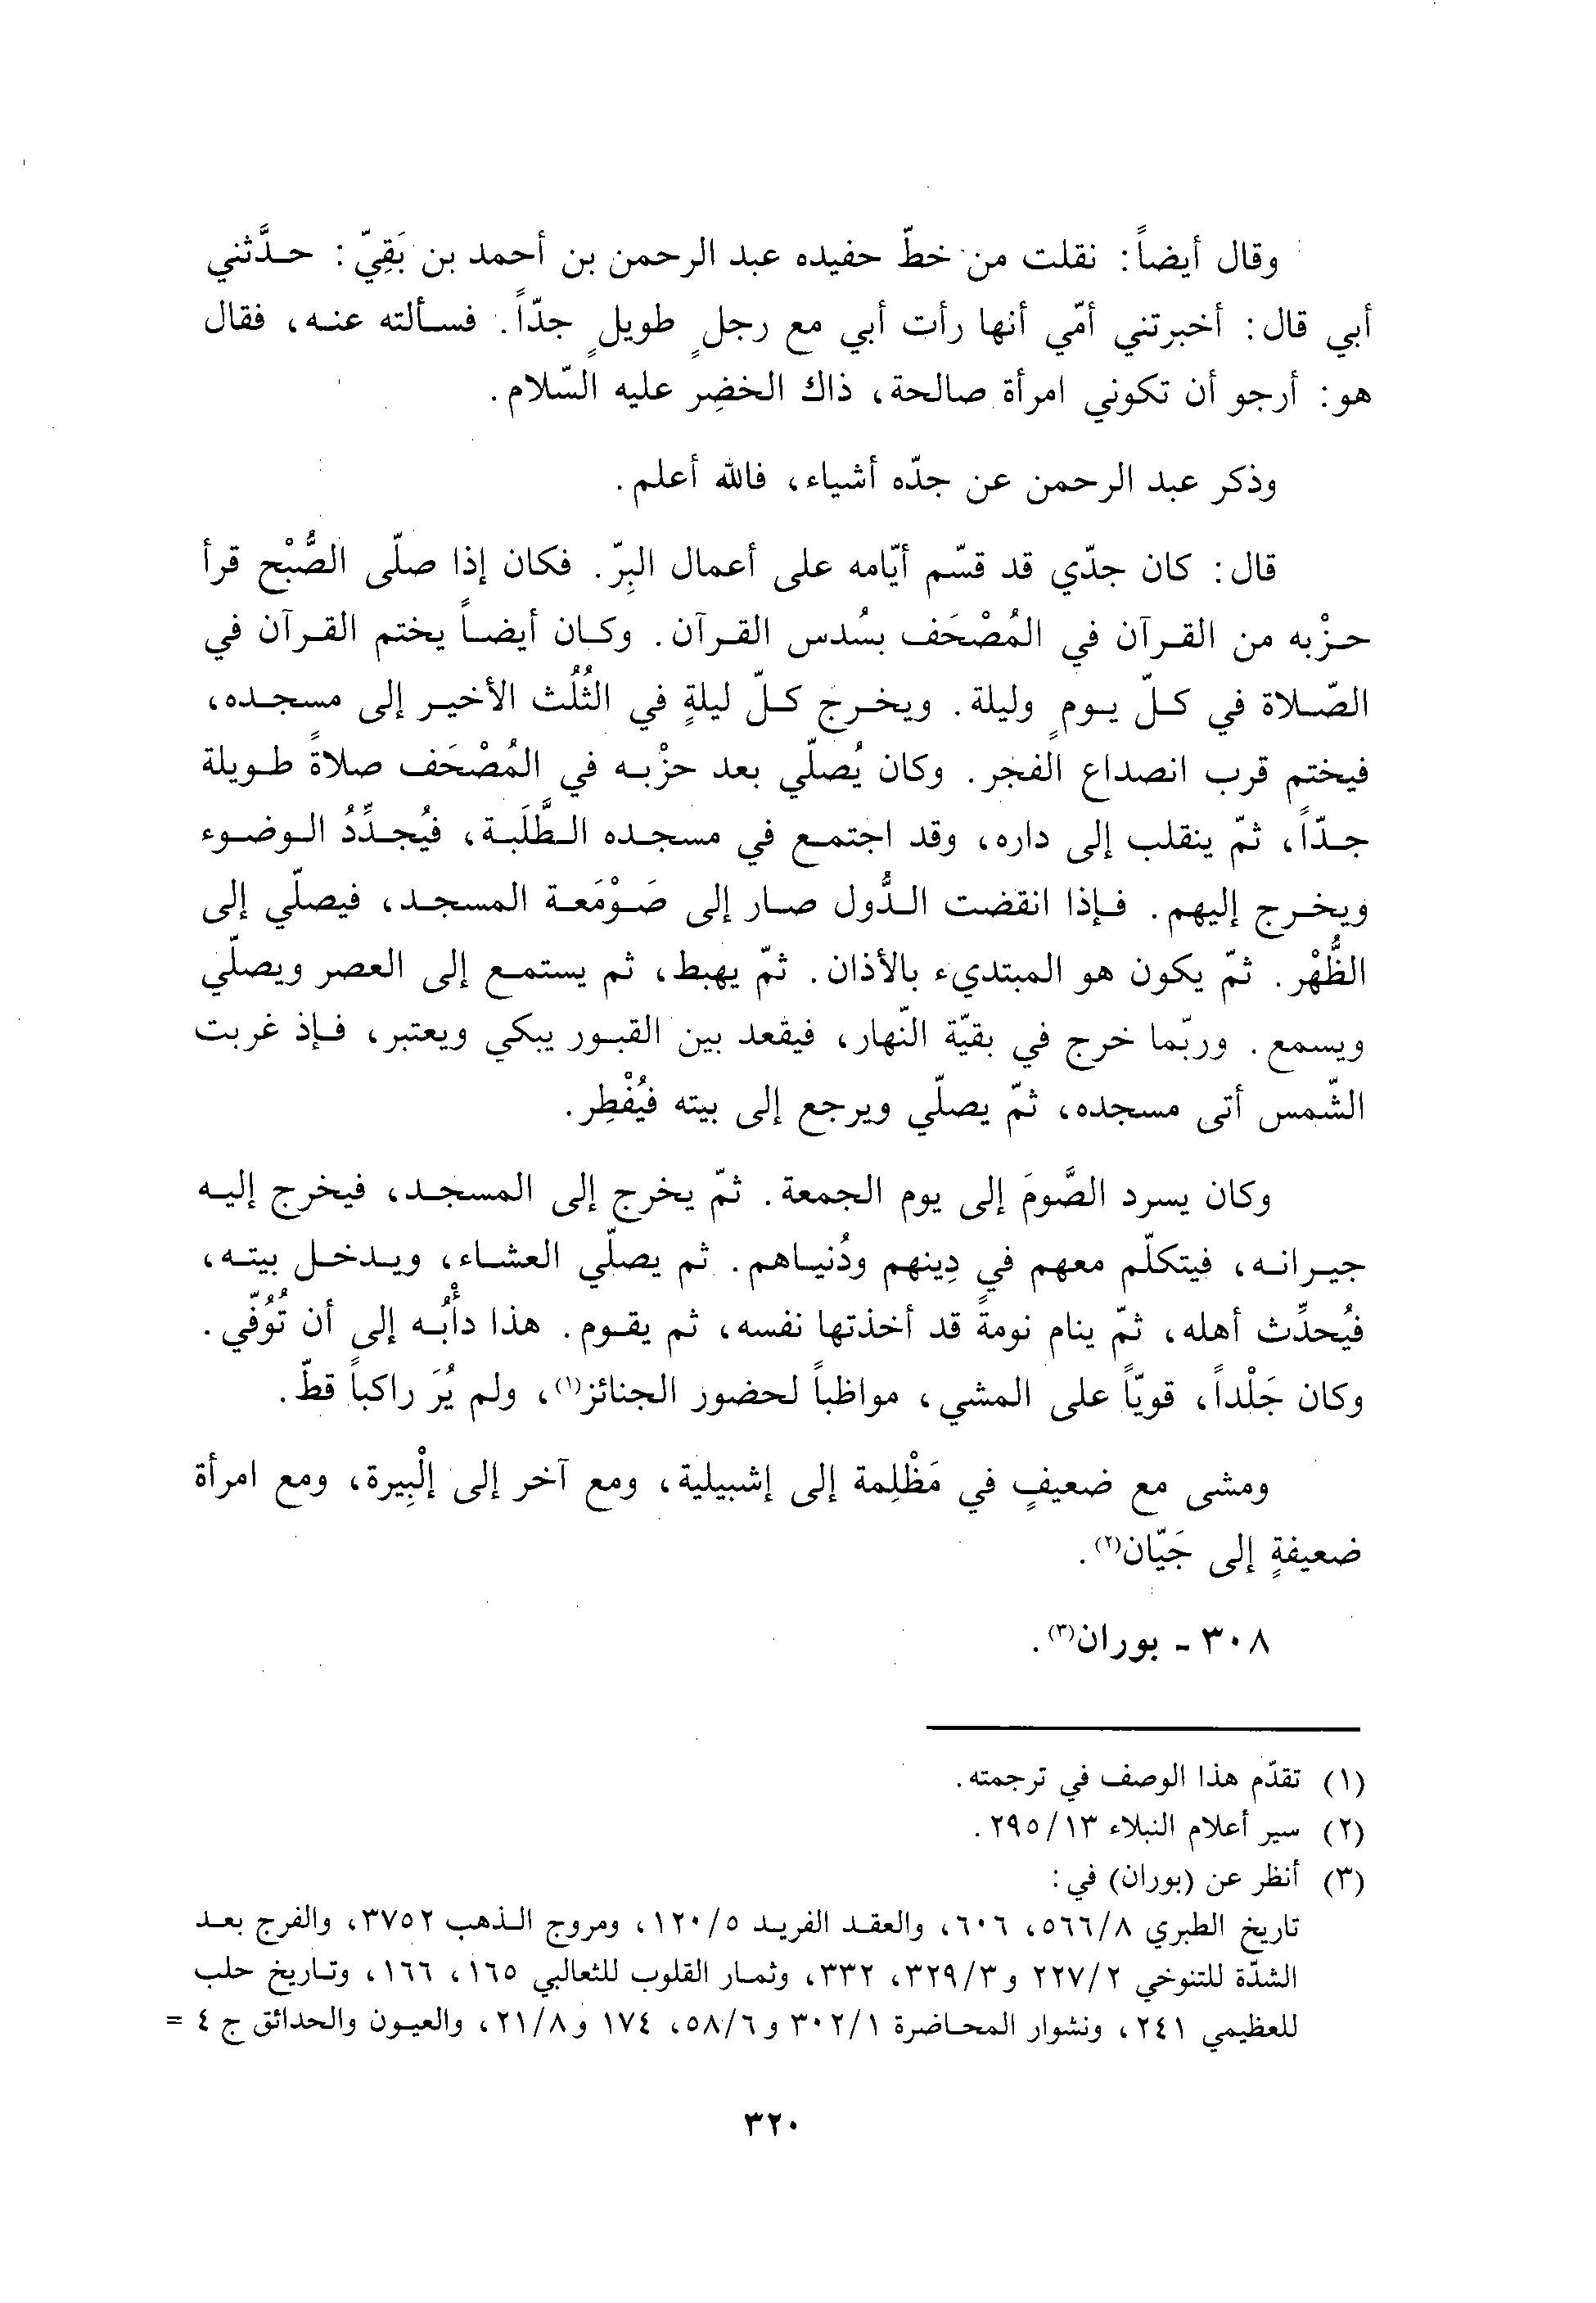 وقال أيضاً: نقلت من خطّ حفيده عبد الرحمن بن أحمد بن بَقِيّ: حـدَّثني
أبي قال: أخبرتني أمّي أنها رأت أبي مع رجلٍ طويلٍ جدّاً. فسألته عنه، فقال
هو: أرجو أن تكوني امرأة صالحة، ذاك الخضِر عليه السّلام.
وذكر عبد الرحمن عن جدّه أشياء، فالله أعلم.
قال: كان جدّي قد قسّم أيّامه على أعمال البِرّ. فكان إذا صلّى الصُّبْح قرأ
حزْبه من القرآن في المُصْحَف بسُدس القرآن. وكان أيضاً يختم القرآن في
الصّلاة في كلّ يومٍ وليلة. ويخرج كلّ ليلةٍ في الثُلُث الأخير إلى مسجده،
فيختم قرب انصداع الفجر. وكان يُصلّي بعد حزْبه في المُصْحَف صلاةً طويلة
جدّاً، ثمّ ينقلب إلى داره، وقد اجتمع في مسجده الطَّلَبة، فيُجدِّدُ الوضوء
ويخرج إليهم. فإذا انقضت الدُّول صار إلى صَوْمَعة المسجد، فيصلّي إلى
الظُّهْر. ثمّ يكون هو المبتديء بالأذان. ثمّ يهبط، ثم يستمع إلى العصر ويصلّي
ويسمع. وربّما خرج في بقيّة النّهار، فيقعد بين القبور يبكي ويعتبر، فإذ غربت
الشّمس أتى مسجده، ثمّ يصلّي ويرجع إلى بيته فيُفْطِر.
وكان يسرد الصَّومَ إلى يوم الجمعة. ثمّ يخرج إلى المسجد، فيخرج إليه
جيرانه، فيتكلّم معهم في دِينهم ودُنياهم. ثم يصلّي العشاء، ويدخل بيته،
فيُحدِّث أهله، ثمّ ينام نومةً قد أخذتها نفسه، ثم يقوم. هذا دأْبُه إلى أن تُوُفّي.
وكان جَلْداً، قويّاً على المشي، مواظباً لحضور الجنائز(١)، ولم يُرَ راكباً قطّ.
ومشى مع ضعيفٍ في مَظْلِمة إلى إشبيلية، ومع آخر إلى إلْبِيرة، ومع امرأة
ضعيفةٍ إلى جَيّان(٢).
٣٠٨ - بوران(٣).
(١) تقدّم هذا الوصف في ترجمته.
(٢) سير أعلام النبلاء ٢٩٥/١٣.
(٣) أنظر عن (بوران) في:
تاريخ الطبري ٥٦٦/٨، ٦٠٦، والعقد الفريد ١٢٠/٥، ومروج الذهب ٣٧٥٢، والفرج بعد
الشدّة للتنوخي ٢٢٧/٢ و٣٢٩/٣، ٣٣٢، وثمار القلوب للثعالبي ١٦٥، ١٦٦، وتاريخ حلب
للعظيمي ٢٤١، ونشوار المحاضرة ٣٠٢/١ و٥٨/٦، ١٧٤ و٢١/٨، والعيون والحدائق ج ٤ =
٣٢٠